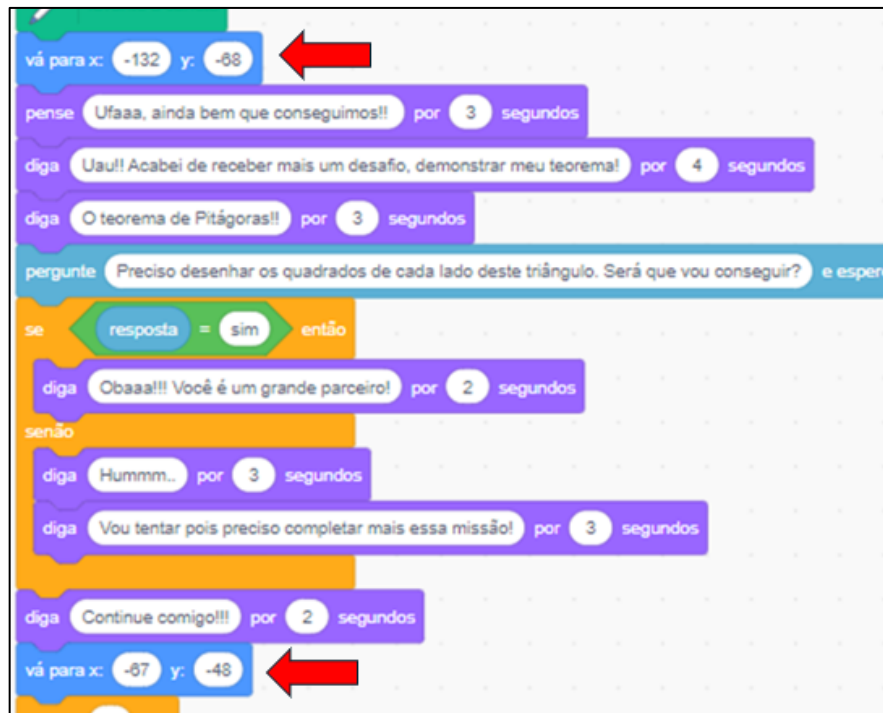 vá para x: -132 y: -68
pense Ufaaa, ainda bem que conseguimos!! por 3 segundos
diga Uau!! Acabei de receber mais um desafio, demonstrar meu teorema! por 4 segundos
diga O teorema de Pitágoras!! por 3 segundos
pergunte Preciso desenhar os quadrados de cada lado deste triângulo. Será que vou conseguir? e espere
se resposta = sim então
diga Obaaa!!! Você é um grande parceiro! por 2 segundos
senão
diga Hummm.. por 3 segundos
diga Vou tentar pois preciso completar mais essa missão! por 3 segundos
diga Continue comigo!!! por 2 segundos
vá para x: -67 y: -48